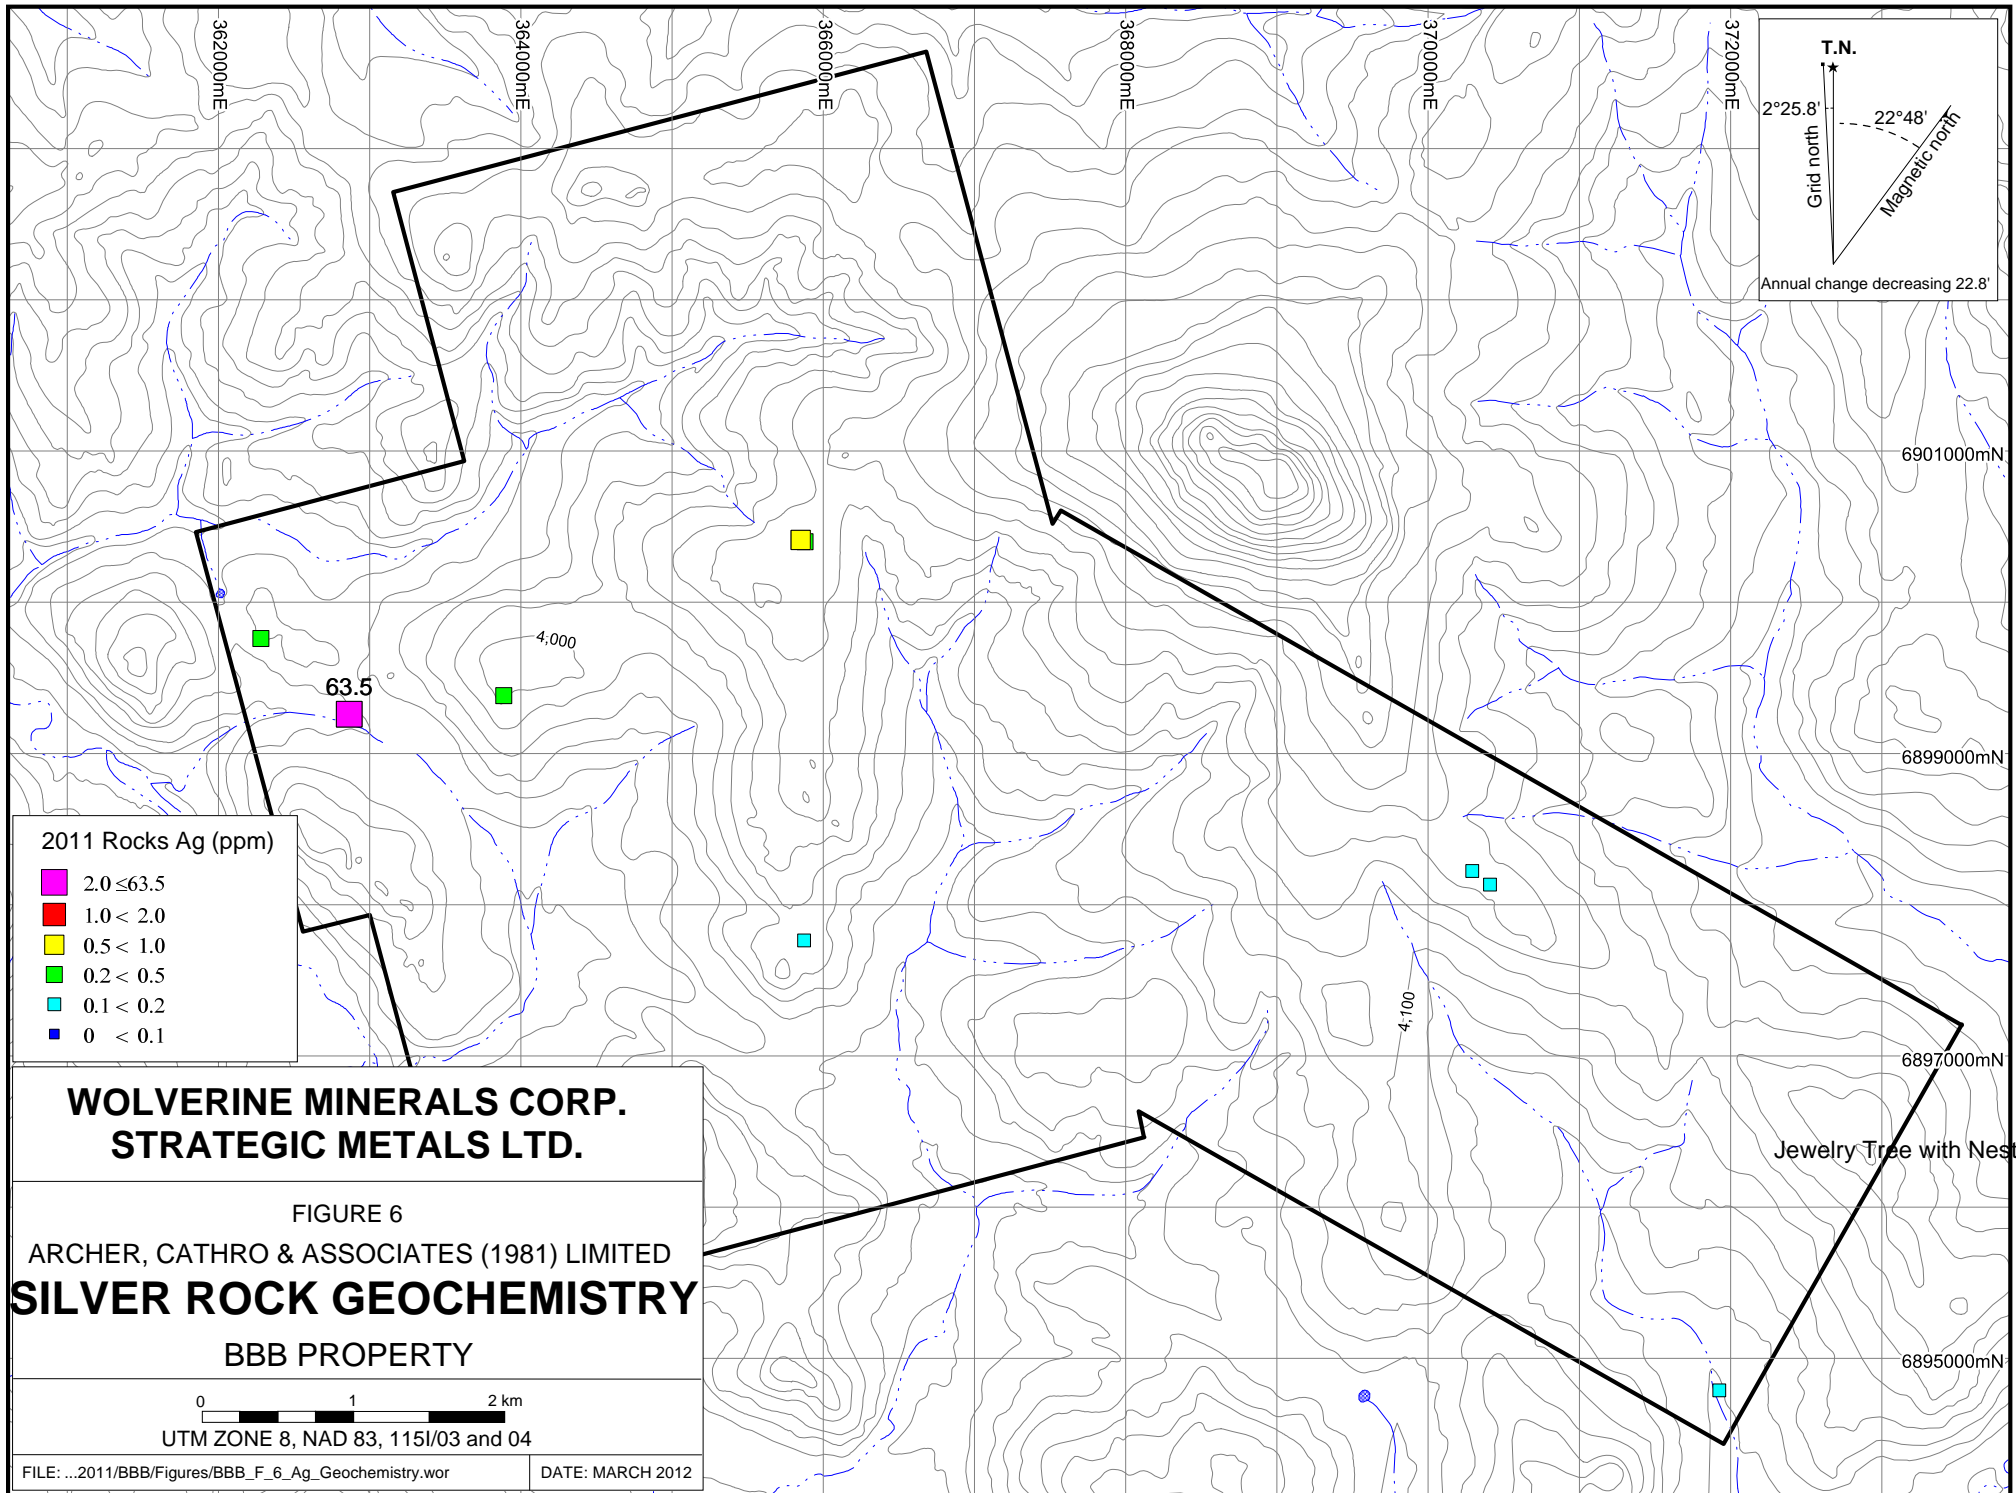 362000mE
364000mE
366000mE
368000mE
370000mE
372000mE
T.N.
2°25.8'
22°48'
Grid north
Magnetic north
Annual change decreasing 22.8'
6901000mN
4,000
63.5
6899000mN
2011 Rocks Ag (ppm)
2.0 ≤63.5
1.0 < 2.0
0.5 < 1.0
0.2 < 0.5
0.1 < 0.2
0 < 0.1
4,100
6897000mN
WOLVERINE MINERALS CORP.
STRATEGIC METALS LTD.
Jewelry Tree with Nest
FIGURE 6
ARCHER, CATHRO & ASSOCIATES (1981) LIMITED
SILVER ROCK GEOCHEMISTRY
BBB PROPERTY
6895000mN
0 1 2 km
UTM ZONE 8, NAD 83, 115I/03 and 04
FILE: ...2011/BBB/Figures/BBB_F_6_Ag_Geochemistry.wor
DATE: MARCH 2012